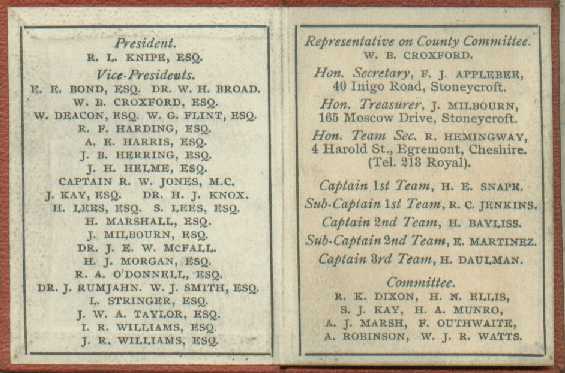 President.
R. L. KNIPE, ESQ.
Vice-Presidents.
E. E. BOND, ESQ. DR. W. H. BROAD.
W. B. CROXFORD, ESQ.
W. DEACON, ESQ. W. G. FLINT, ESQ.
R. F. HARDING, ESQ.
A. E. HARRIS, ESQ.
J. B. HERRING, ESQ.
J. H. HELME, ESQ.
CAPTAIN R. W. JONES, M.C.
J. KAY, ESQ. DR. H. J. KNOX.
H. LEES, ESQ. S. LEES, ESQ.
H. MARSHALL, ESQ.
J. MILBOURN, ESQ.
DR. J. E. W. McFALL.
H. J. MORGAN, ESQ.
R. A. O'DONNELL, ESQ.
DR. J. RUMJAHN. W. J. SMITH, ESQ.
L. STRINGER, ESQ.
J. W. A. TAYLOR, ESQ.
I. R. WILLIAMS, ESQ.
J. R. WILLIAMS, ESQ.
Representative on County Committee.
W. B. CROXFORD.
Hon. Secretary, F. J. APPLEBEE,
40 Inigo Road, Stoneycroft.
Hon. Treasurer, J. MILBOURN,
165 Moscow Drive, Stoneycroft.
Hon. Team Sec. R. HEMINGWAY,
4 Harold St., Egremont, Cheshire.
(Tel. 213 Royal).
Captain 1st Team, H. E. SNAPE.
Sub-Captain 1st Team, R. C. JENKINS.
Captain 2nd Team, H. BAYLISS.
Sub-Captain 2nd Team, E. MARTINEZ.
Captain 3rd Team, H. DAULMAN.
Committee.
R. K. DIXON, H. N. ELLIS,
S. J. KAY, H. A. MUNRO,
A. J. MARSH, F. OUTHWAITE,
A. ROBINSON, W. J. R. WATTS.